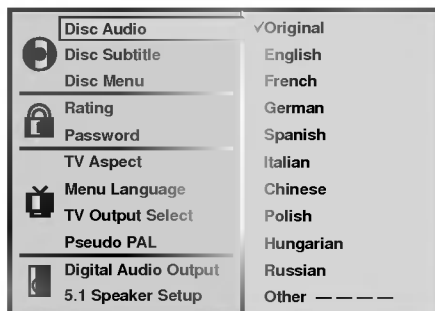 Disc Audio
Disc Subtitle
Disc Menu
Rating
Password
TV Aspect
Menu Language
TV Output Select
Pseudo PAL
Digital Audio Output
5.1 Speaker Setup
✓Original
English
French
German
Spanish
Italian
Chinese
Polish
Hungarian
Russian
Other — — — —